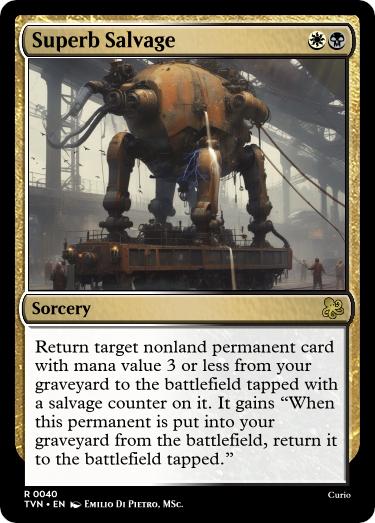 Superb Salvage
Sorcery
Return target nonland permanent card
with mana value 3 or less from your
graveyard to the battlefield tapped with
a salvage counter on it. It gains “When
this permanent is put into your
graveyard from the battlefield, return it
to the battlefield tapped.”
R 0040
Curio
TVN • EN Emilio Di Pietro, MSc.